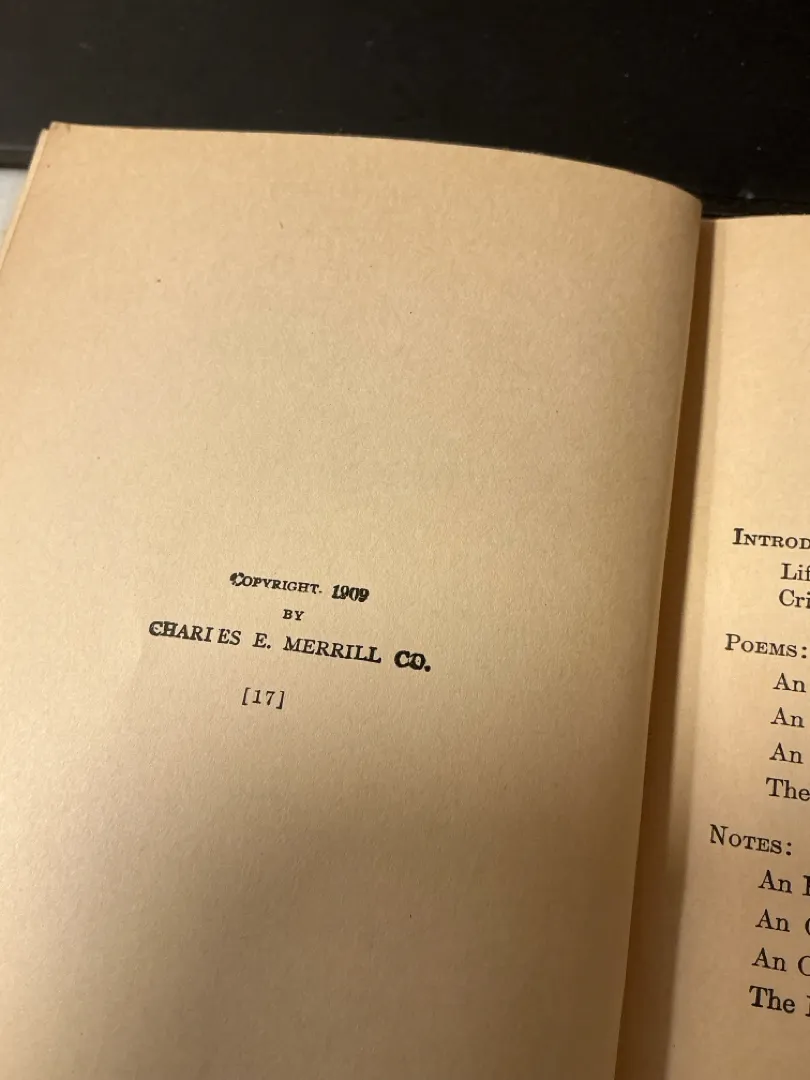 COPYRIGHT. 1909
BY
CHARLES E. MERRILL CO.
[17]
INTROD
Lif
Cri
POEMS:
An
An
An
The
NOTES:
An
An
An
The